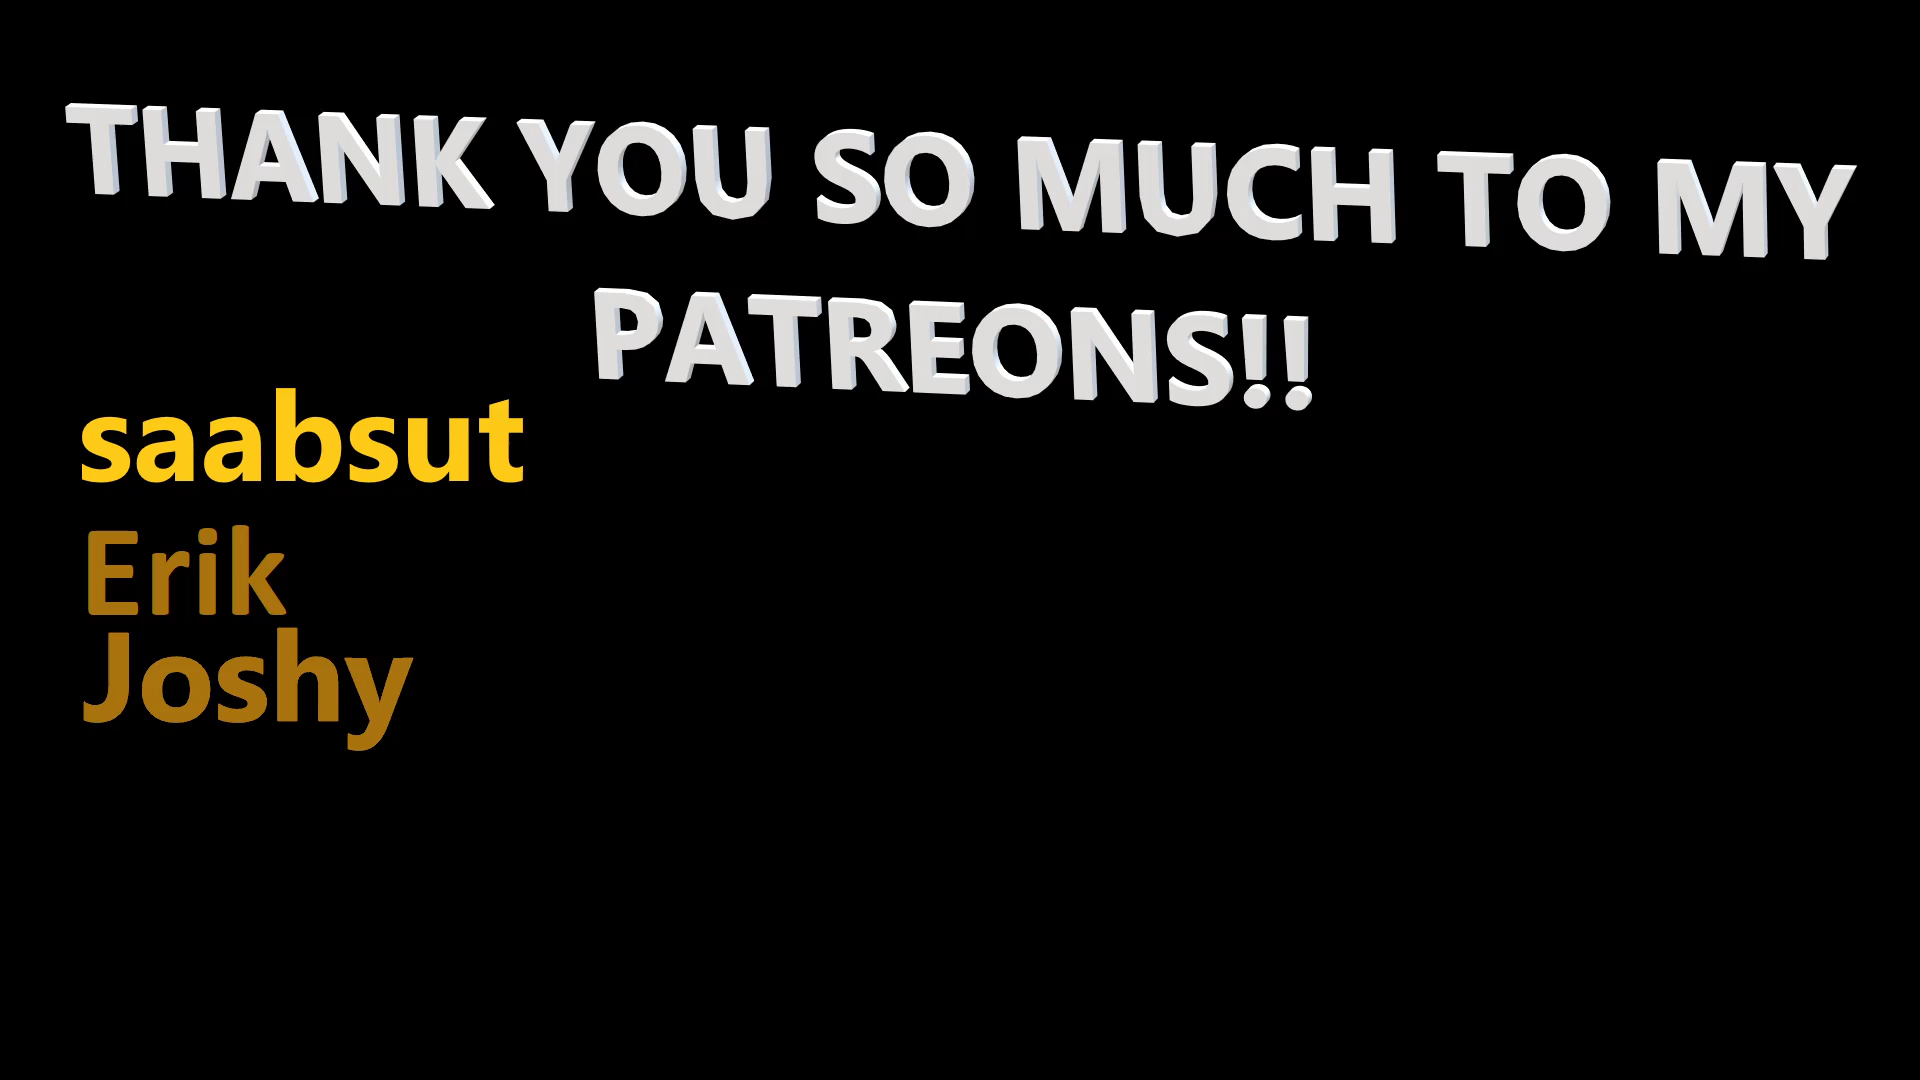 THANK YOU SO MUCH TO MY
PATREONS!!
saabsut
Erik
Joshy